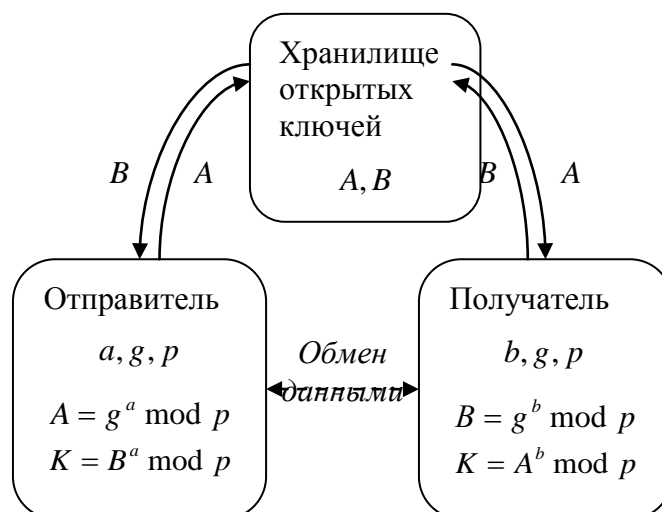 Хранилище
открытых
ключей
A, B
B
A
B
A
Отправитель
a, g, p
A = g^a mod p
K = B^a mod p
Обмен
данными
Получатель
b, g, p
B = g^b mod p
K = A^b mod p